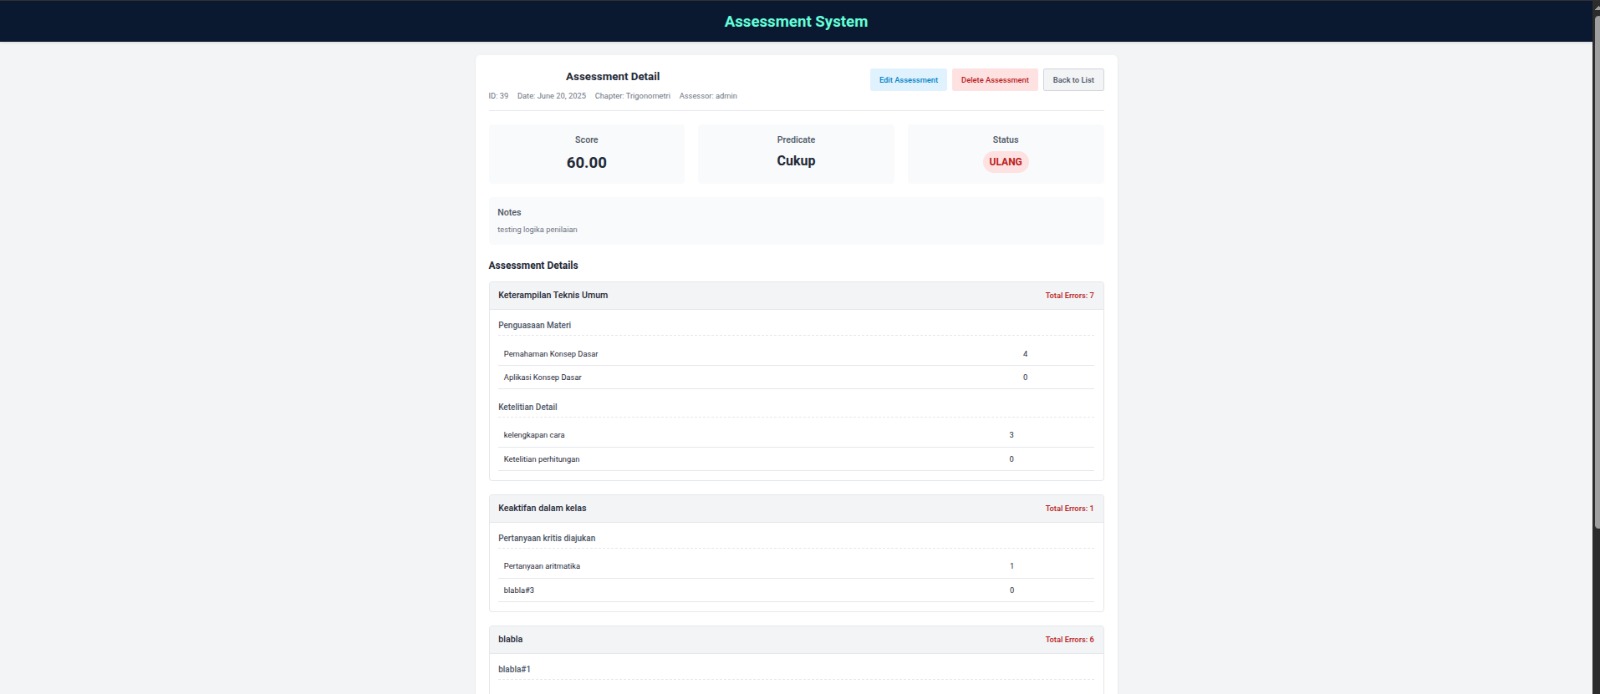 Assessment System
Assessment Detail
Edit Assessment Delete Assessment Back to List
ID: 39 Date: June 20, 2025 Chapter: Trigonometri Assessor: admin
Score Predicate Status
60.00 Cukup ULANG
Notes
testing logika penilaian
Assessment Details
Keterampilan Teknis Umum Total Errors: 7
Penguasaan Materi
Pemahaman Konsep Dasar 4
Aplikasi Konsep Dasar 0
Ketelitian Detail
kelengkapan cara 3
Ketelitian perhitungan 0
Keaktifan dalam kelas Total Errors: 1
Pertanyaan kritis diajukan
Pertanyaan aritmatika 1
blabla#3 0
blabla Total Errors: 6
blabla#1